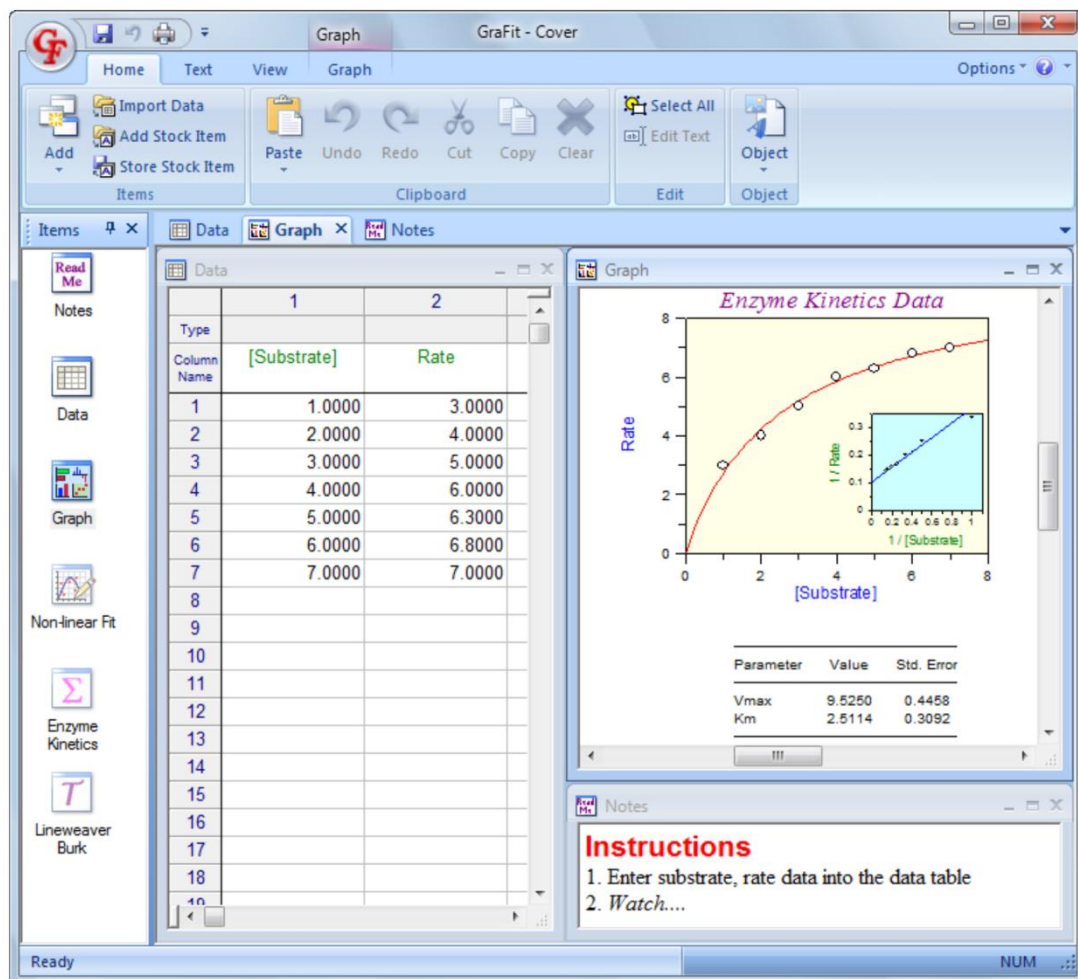 GF
Graph
GraFit - Cover
Home Text View Graph
Options
Add
Import Data
Add Stock Item
Store Stock Item
Items
Paste Undo Redo Cut Copy Clear
Clipboard
Select All
Edit Text
Edit
Object
Object
Items
Data Graph Notes
Read Me
Notes
Data
Graph
Non-linear Fit
Σ
Enzyme
Kinetics
T
Lineweaver
Burk
Data
1 2
Type
Column
Name
[Substrate] Rate
1 1.0000 3.0000
2 2.0000 4.0000
3 3.0000 5.0000
4 4.0000 6.0000
5 5.0000 6.3000
6 6.0000 6.8000
7 7.0000 7.0000
8
9
10
11
12
13
14
15
16
17
18
19
Graph
Enzyme Kinetics Data
8
6
4
2
0
Rate
0 2 4 6 8
[Substrate]
0.3
0.2
0.1
0
1 / Rate
0 0.2 0.4 0.6 0.8 1
1 / [Substrate]
Parameter Value Std. Error
Vmax 9.5250 0.4458
Km 2.5114 0.3092
Notes
Instructions
1. Enter substrate, rate data into the data table
2. Watch....
Ready
NUM